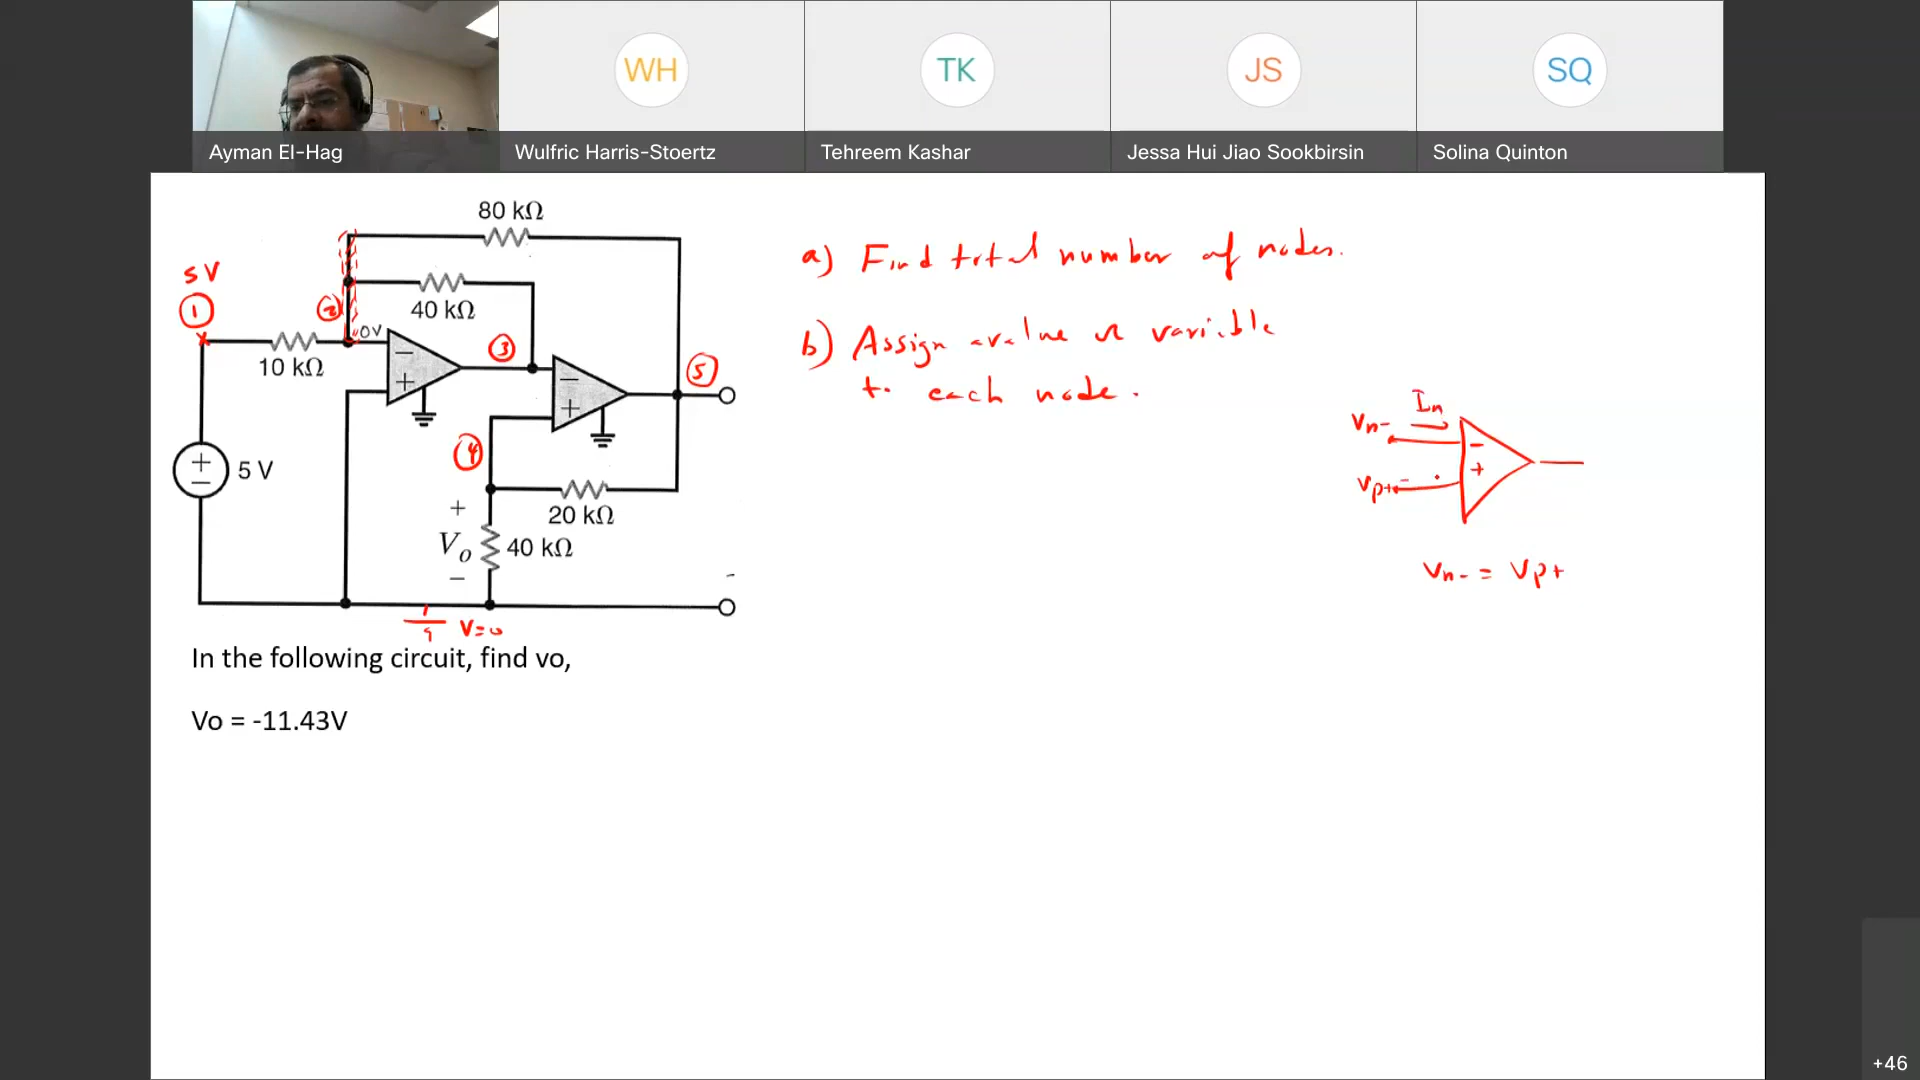 WH
TK
JS
SQ
Ayman El-Hag
Wulfric Harris-Stoertz
Tehreem Kashar
Jessa Hui Jiao Sookbirsin
Solina Quinton
80 kΩ
5V
1
2
40 kΩ
0V
10 kΩ
−
+
3
−
+
5
4
+
−
5 V
20 kΩ
+
Vo
−
40 kΩ
V=0
In the following circuit, find vo,
Vo = -11.43V
a) Find total number of nodes.
b) Assign a value or variable
to each node.
In
Vn-
−
+
Vp+
Vn- = Vp+
+46